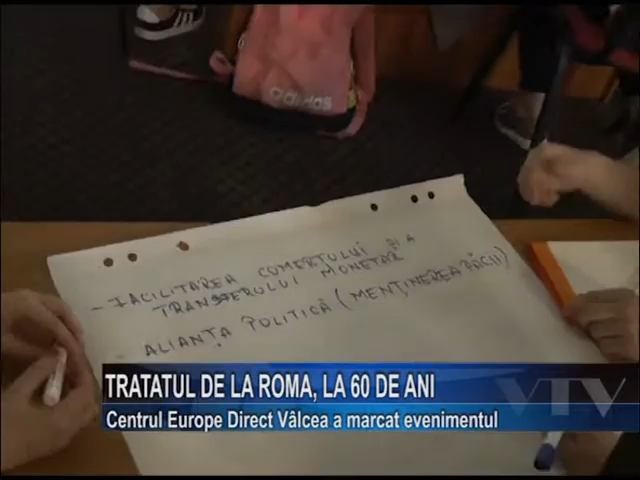 adidas
- FACILITAREA COMERȚULUI ȘI A
TRANSFERULUI MONETAR
- ALIANȚA POLITICĂ (MENȚINEREA PĂCII)
TRATATUL DE LA ROMA, LA 60 DE ANI
Centrul Europe Direct Vâlcea a marcat evenimentul
VTV